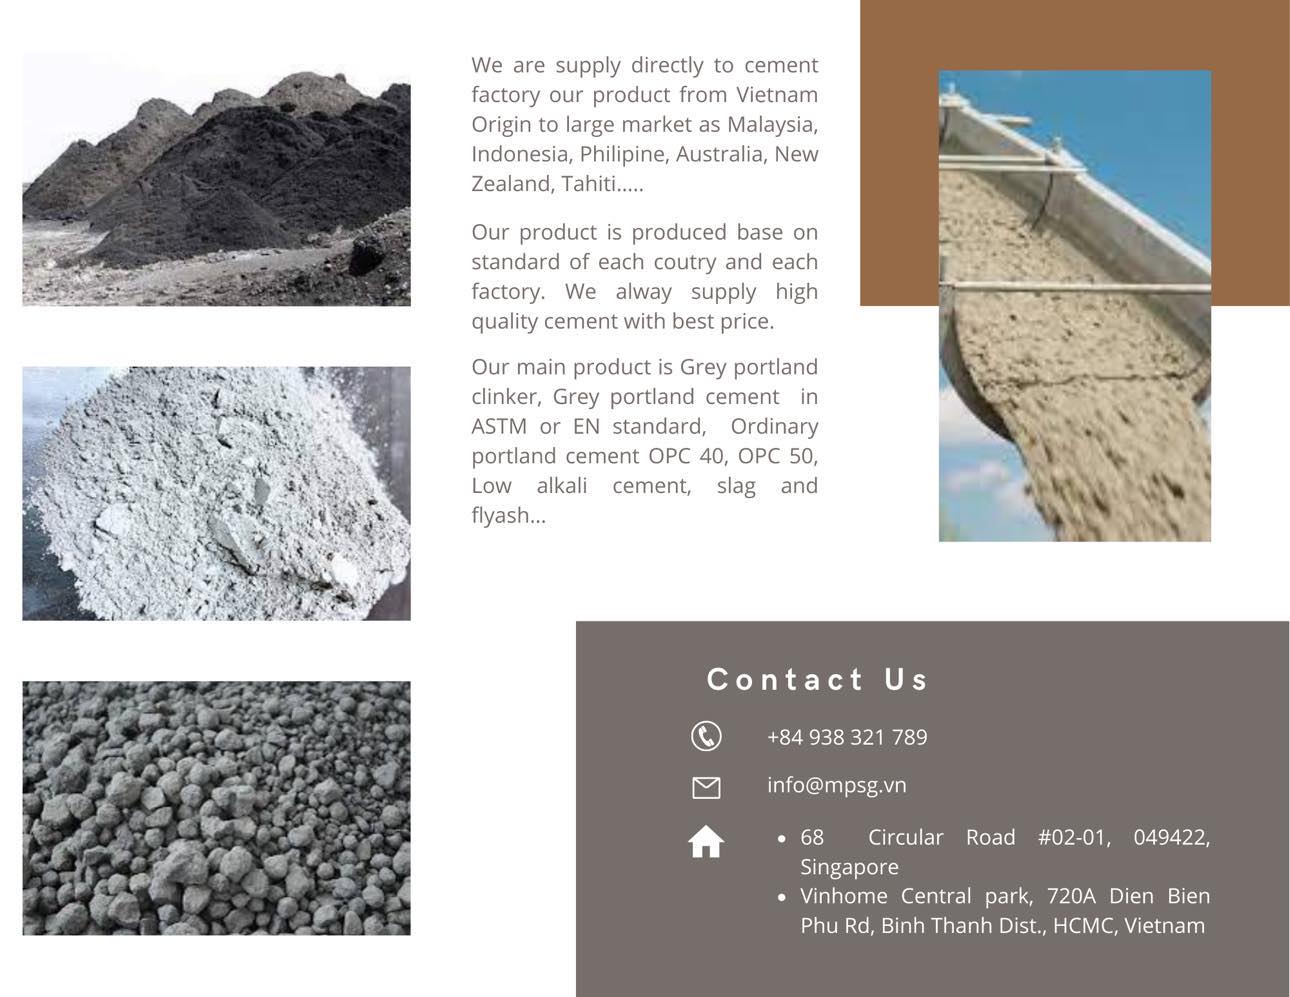 We are supply directly to cement
factory our product from Vietnam
Origin to large market as Malaysia,
Indonesia, Philipine, Australia, New
Zealand, Tahiti.....
Our product is produced base on
standard of each coutry and each
factory. We alway supply high
quality cement with best price.
Our main product is Grey portland
clinker, Grey portland cement in
ASTM or EN standard, Ordinary
portland cement OPC 40, OPC 50,
Low alkali cement, slag and
flyash...
Contact Us
+84 938 321 789
info@mpsg.vn
• 68 Circular Road #02-01, 049422,
Singapore
• Vinhome Central park, 720A Dien Bien
Phu Rd, Binh Thanh Dist., HCMC, Vietnam